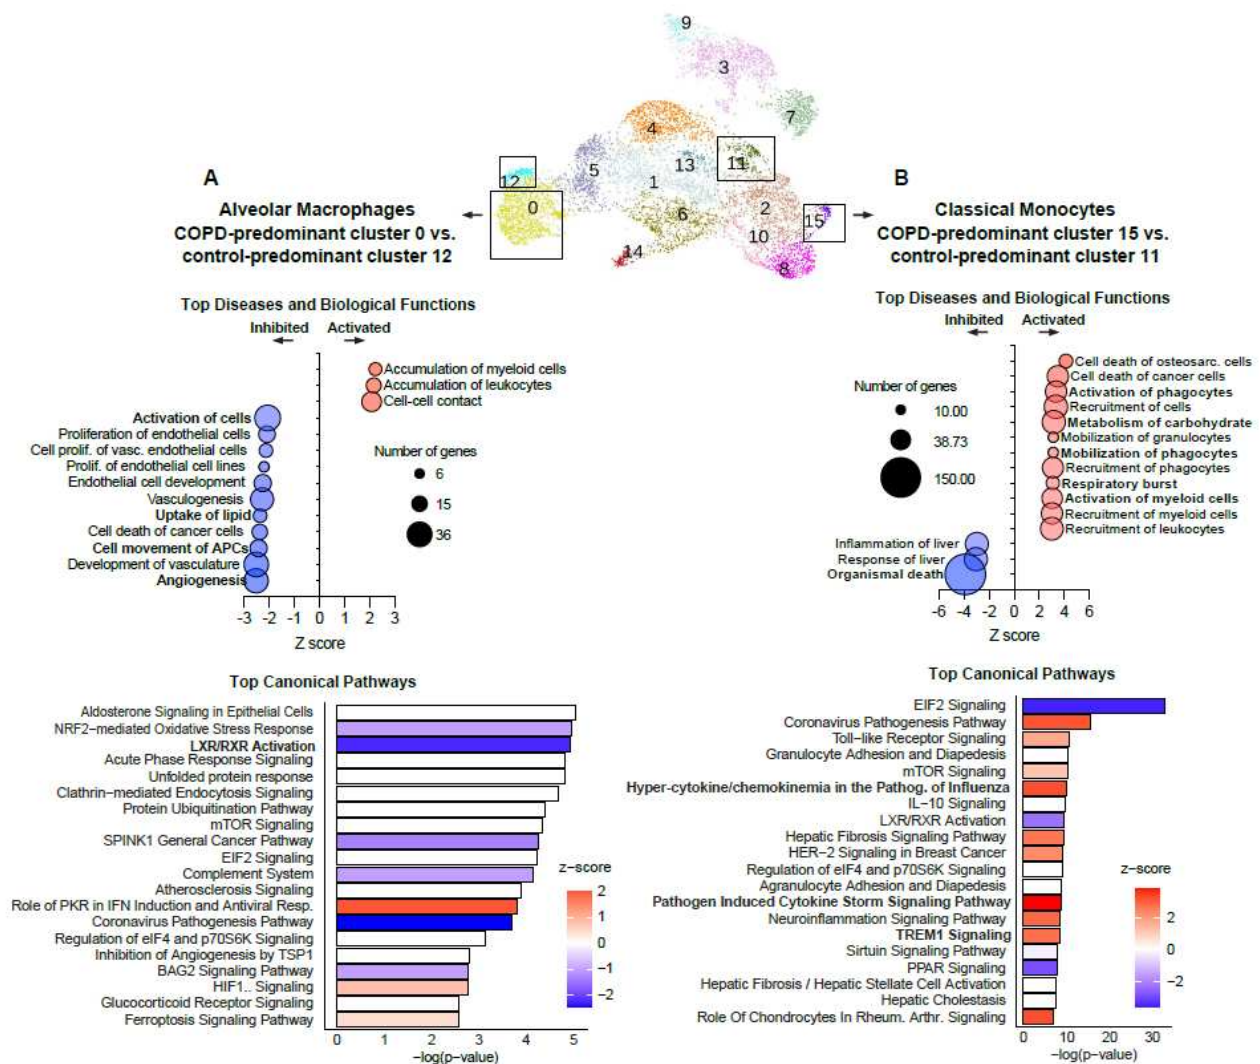 9
3
7
4
11
5
13
1
12
0
2
6
15
10
14
8
A
Alveolar Macrophages
COPD-predominant cluster 0 vs.
control-predominant cluster 12
B
Classical Monocytes
COPD-predominant cluster 15 vs.
control-predominant cluster 11
Top Diseases and Biological Functions
Inhibited Activated
Accumulation of myeloid cells
Accumulation of leukocytes
Cell-cell contact
Activation of cells
Proliferation of endothelial cells
Cell prolif. of vasc. endothelial cells
Prolif. of endothelial cell lines
Endothelial cell development
Vasculogenesis
Uptake of lipid
Cell death of cancer cells
Cell movement of APCs
Development of vasculature
Angiogenesis
Number of genes
6
15
36
-3 -2 -1 0 1 2 3
Z score
Top Diseases and Biological Functions
Inhibited Activated
Number of genes
10.00
38.73
150.00
Cell death of osteosarc. cells
Cell death of cancer cells
Activation of phagocytes
Recruitment of cells
Metabolism of carbohydrate
Mobilization of granulocytes
Mobilization of phagocytes
Recruitment of phagocytes
Respiratory burst
Activation of myeloid cells
Recruitment of myeloid cells
Recruitment of leukocytes
Inflammation of liver
Response of liver
Organismal death
-6 -4 -2 0 2 4 6
Z score
Top Canonical Pathways
Aldosterone Signaling in Epithelial Cells
NRF2-mediated Oxidative Stress Response
LXR/RXR Activation
Acute Phase Response Signaling
Unfolded protein response
Clathrin-mediated Endocytosis Signaling
Protein Ubiquitination Pathway
mTOR Signaling
SPINK1 General Cancer Pathway
EIF2 Signaling
Complement System
Atherosclerosis Signaling
Role of PKR in IFN Induction and Antiviral Resp.
Coronavirus Pathogenesis Pathway
Regulation of eIF4 and p70S6K Signaling
Inhibition of Angiogenesis by TSP1
BAG2 Signaling Pathway
HIF1.. Signaling
Glucocorticoid Receptor Signaling
Ferroptosis Signaling Pathway
z-score
2
1
0
-1
-2
0 1 2 3 4 5
-log(p-value)
Top Canonical Pathways
EIF2 Signaling
Coronavirus Pathogenesis Pathway
Toll-like Receptor Signaling
Granulocyte Adhesion and Diapedesis
mTOR Signaling
Hyper-cytokine/chemokinemia in the Pathog. of Influenza
IL-10 Signaling
LXR/RXR Activation
Hepatic Fibrosis Signaling Pathway
HER-2 Signaling in Breast Cancer
Regulation of eIF4 and p70S6K Signaling
Agranulocyte Adhesion and Diapedesis
Pathogen Induced Cytokine Storm Signaling Pathway
Neuroinflammation Signaling Pathway
TREM1 Signaling
Sirtuin Signaling Pathway
PPAR Signaling
Hepatic Fibrosis / Hepatic Stellate Cell Activation
Hepatic Cholestasis
Role Of Chondrocytes In Rheum. Arthr. Signaling
z-score
2
0
-2
0 10 20 30
-log(p-value)